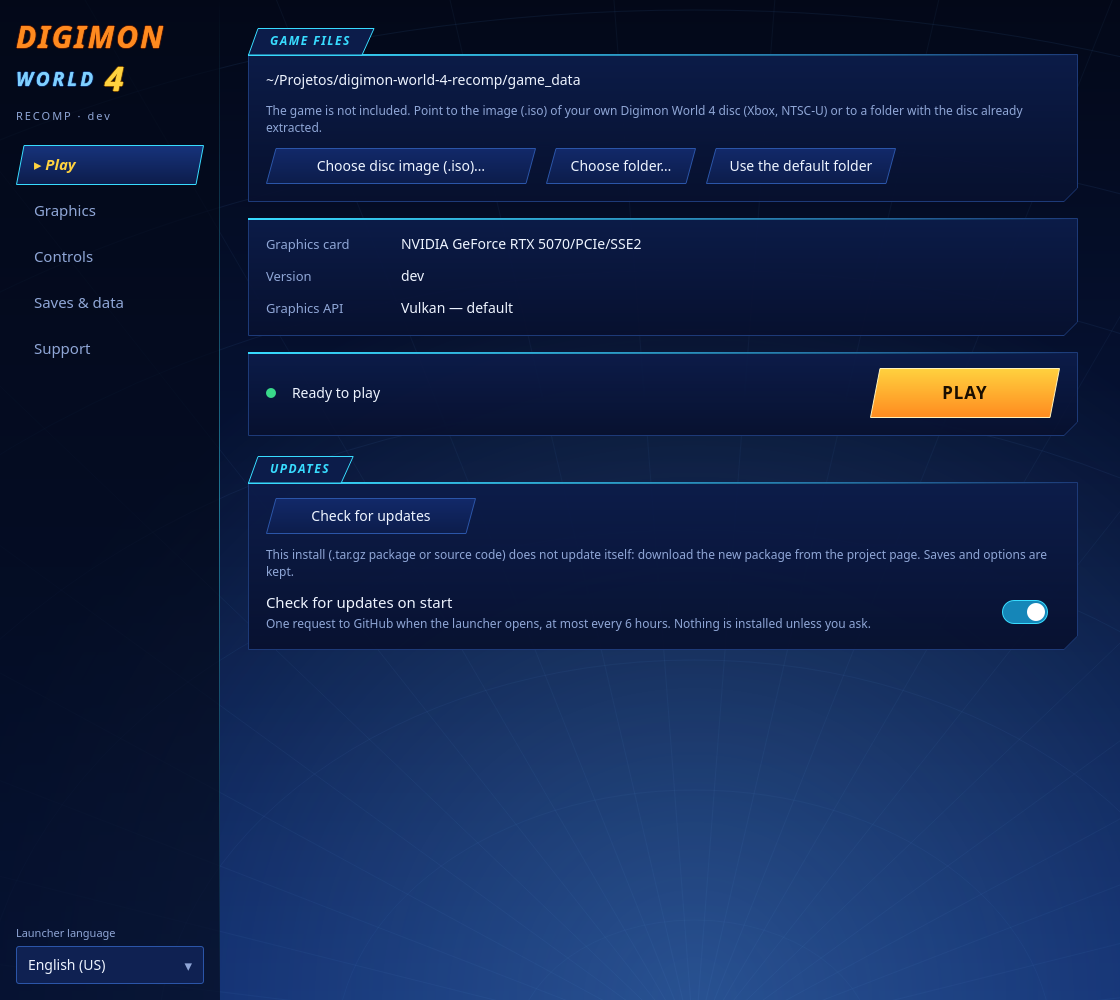 DIGIMON
WORLD 4
RECOMP · dev
▸ Play
Graphics
Controls
Saves & data
Support
Launcher language
English (US) ▾
GAME FILES
~/Projetos/digimon-world-4-recomp/game_data
The game is not included. Point to the image (.iso) of your own Digimon World 4 disc (Xbox, NTSC-U) or to a folder with the disc already
extracted.
Choose disc image (.iso)... Choose folder... Use the default folder
Graphics card NVIDIA GeForce RTX 5070/PCIe/SSE2
Version dev
Graphics API Vulkan — default
Ready to play PLAY
UPDATES
Check for updates
This install (.tar.gz package or source code) does not update itself: download the new package from the project page. Saves and options are
kept.
Check for updates on start
One request to GitHub when the launcher opens, at most every 6 hours. Nothing is installed unless you ask.